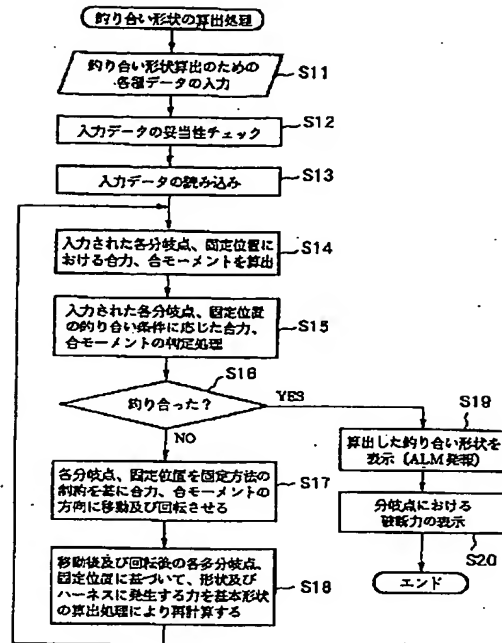 釣り合い形状の算出処理
釣り合い形状算出のための
各種データの入力
S11
入力データの妥当性チェック
S12
入力データの読み込み
S13
入力された各分岐点、固定位置に
おける合力、合モーメントを算出
S14
入力された各分岐点、固定位置
の釣り合い条件に応じた合力、
合モーメントの判定処理
S15
釣り合った?
S16
YES
NO
各分岐点、固定位置を固定方法の
制約を基に合力、合モーメントの
方向に移動及び回転させる
S17
移動後及び回転後の各多分岐点、
固定位置に基づいて、形状及び
ハーネスに発生する力を基本形状
の算出処理により再計算する
S18
算出した釣り合い形状を
表示(ALM発報)
S19
分岐点における
破断力の表示
S20
エンド